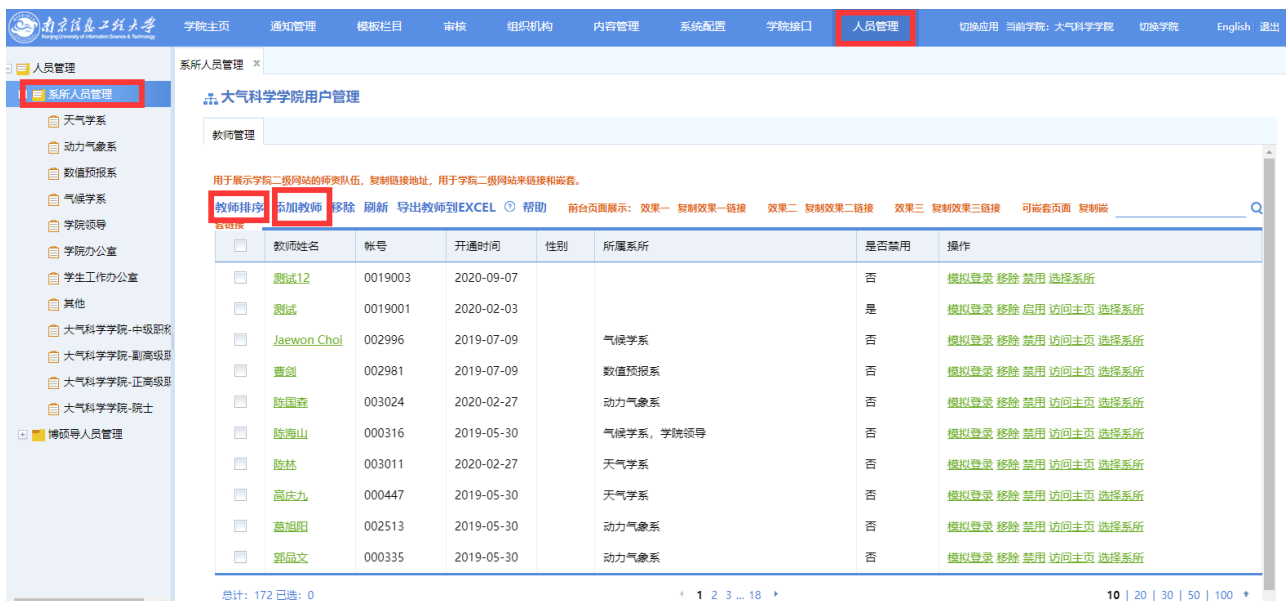 南京信息工程大学 学院主页 通知管理 模板栏目 审核 组织机构 内容管理 系统配置 学院接口 人员管理 切换应用 当前学院: 大气科学学院 切换学院 English 退出
Nanjing University of Information Science & Technology
人员管理
系所人员管理
天气学系
动力气象系
数值预报系
气候学系
学院领导
学院办公室
学生工作办公室
其他
大气科学学院-中级职称
大气科学学院-副高级职
大气科学学院-正高级职
大气科学学院-院士
博硕导人员管理
系所人员管理 ×
大气科学学院用户管理
教师管理
用于展示学院二级网站的师资队伍, 复制链接地址, 用于学院二级网站来链接和嵌套。
教师排序 添加教师 移除 刷新 导出教师到EXCEL ? 帮助 前台页面展示: 效果一 复制效果一链接 效果二 复制效果二链接 效果三 复制效果三链接 可嵌套页面 复制嵌
套链接
教师姓名 帐号 开通时间 性别 所属系所 是否禁用 操作
测试12 0019003 2020-09-07 否 模拟登录 移除 禁用 选择系所
测试 0019001 2020-02-03 是 模拟登录 移除 启用 访问主页 选择系所
Jaewon Choi 002996 2019-07-09 气候学系 否 模拟登录 移除 禁用 访问主页 选择系所
曹剑 002981 2019-07-09 数值预报系 否 模拟登录 移除 禁用 访问主页 选择系所
陈国森 003024 2020-02-27 动力气象系 否 模拟登录 移除 禁用 访问主页 选择系所
陈海山 000316 2019-05-30 气候学系, 学院领导 否 模拟登录 移除 禁用 访问主页 选择系所
陈林 003011 2020-02-27 天气学系 否 模拟登录 移除 禁用 访问主页 选择系所
高庆九 000447 2019-05-30 天气学系 否 模拟登录 移除 禁用 访问主页 选择系所
葛旭阳 002513 2019-05-30 动力气象系 否 模拟登录 移除 禁用 访问主页 选择系所
郭品文 000335 2019-05-30 动力气象系 否 模拟登录 移除 禁用 访问主页 选择系所
总计: 172 已选: 0 1 2 3 ... 18 10 | 20 | 30 | 50 | 100